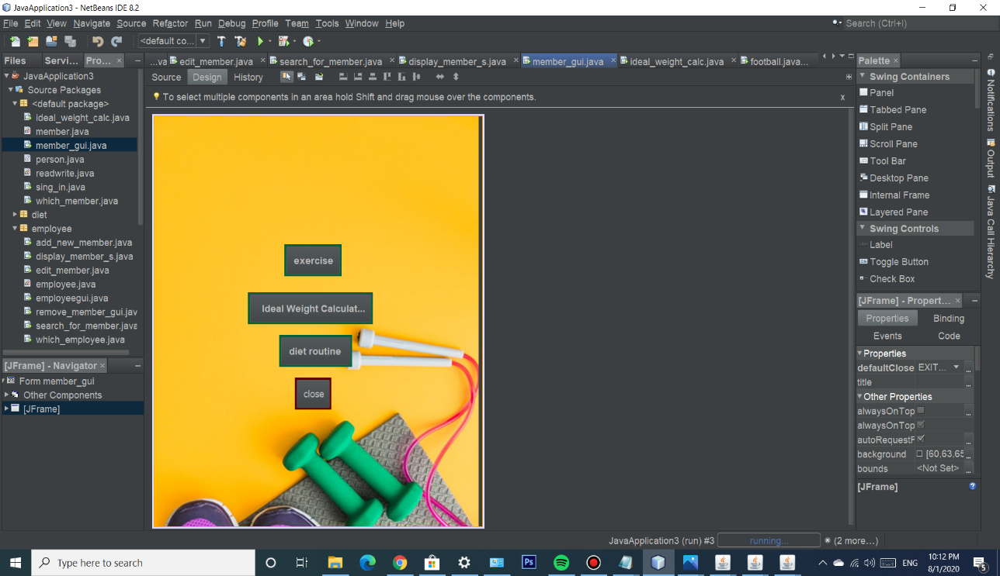 JavaApplication3 - NetBeans IDE 8.2
File Edit View Navigate Source Refactor Run Debug Profile Team Tools Window Help
Search (Ctrl+I)
<default co...
Files Servi... Pro... ×
...va edit_member.java × search_for_member.java × display_member_s.java × member_gui.java × ideal_weight_calc.java × football.java...
Source Design History
To select multiple components in an area hold Shift and drag mouse over the components. x
JavaApplication3
Source Packages
<default package>
ideal_weight_calc.java
member.java
member_gui.java
person.java
readwrite.java
sing_in.java
which_member.java
diet
employee
add_new_member.java
display_member_s.java
edit_member.java
employee.java
employeegui.java
remove_member_gui.jav
search_for_member.java
which_employee.java
[JFrame] - Navigator ×
Form member_gui
Other Components
[JFrame]
exercise
Ideal Weight Calculat...
diet routine
close
Palette ×
Swing Containers
Panel
Tabbed Pane
Split Pane
Scroll Pane
Tool Bar
Desktop Pane
Internal Frame
Layered Pane
Swing Controls
Label
Toggle Button
Check Box
[JFrame] - Propert... ×
Properties Binding
Events Code
Properties
defaultClose EXIT... ...
title ...
Other Properties
alwaysOnTop ...
alwaysOnTop
autoRequestF ...
background [60,63,65 ...
bounds <Not Set> ...
[JFrame]
Notifications
Output
Java Call Hierarchy
JavaApplication3 (run) #3 running... (2 more...)
Type here to search
Ps
ENG
10:12 PM
8/1/2020
5